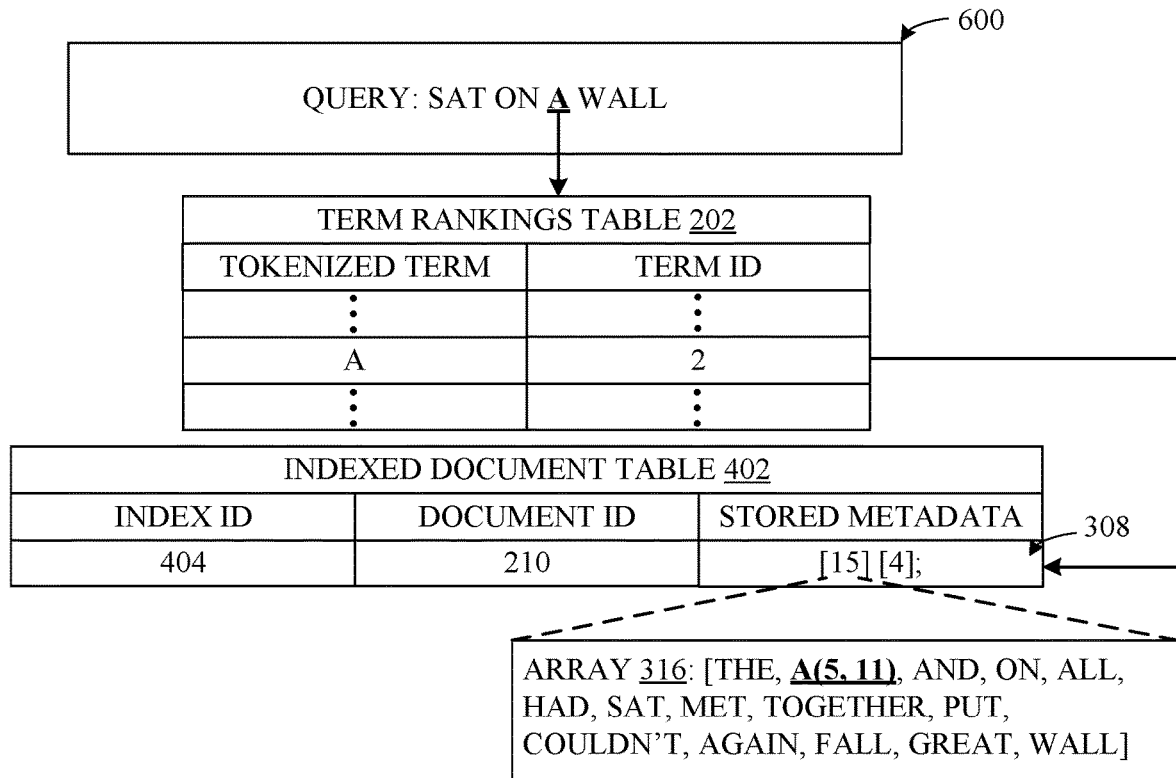 600
QUERY: SAT ON A WALL
TERM RANKINGS TABLE 202
TOKENIZED TERM TERM ID
A 2
INDEXED DOCUMENT TABLE 402
INDEX ID DOCUMENT ID STORED METADATA
308
404 210 [15] [4];
ARRAY 316: [THE, A(5, 11), AND, ON, ALL,
HAD, SAT, MET, TOGETHER, PUT,
COULDN'T, AGAIN, FALL, GREAT, WALL]